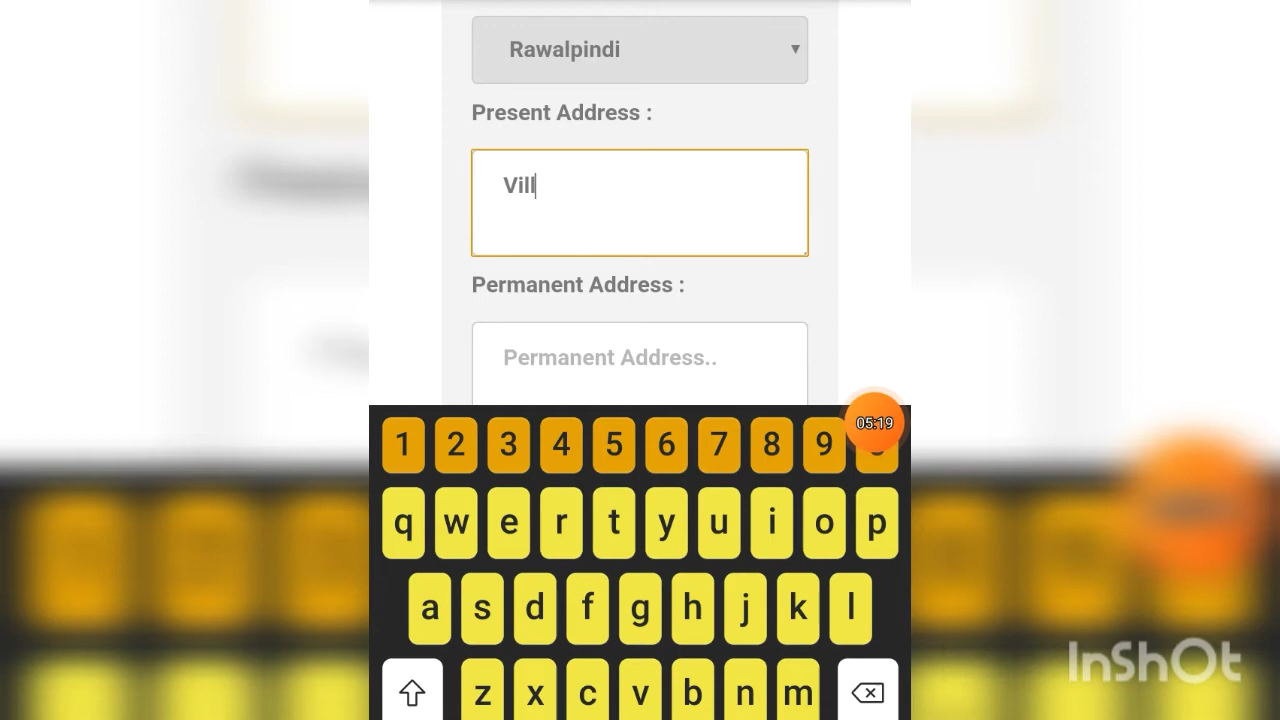 Rawalpindi
Present Address :
Vill
Permanent Address :
Permanent Address..
1 2 3 4 5 6 7 8 9
05:19
q w e r t y u i o p
a s d f g h j k l
z x c v b n m
InShOt